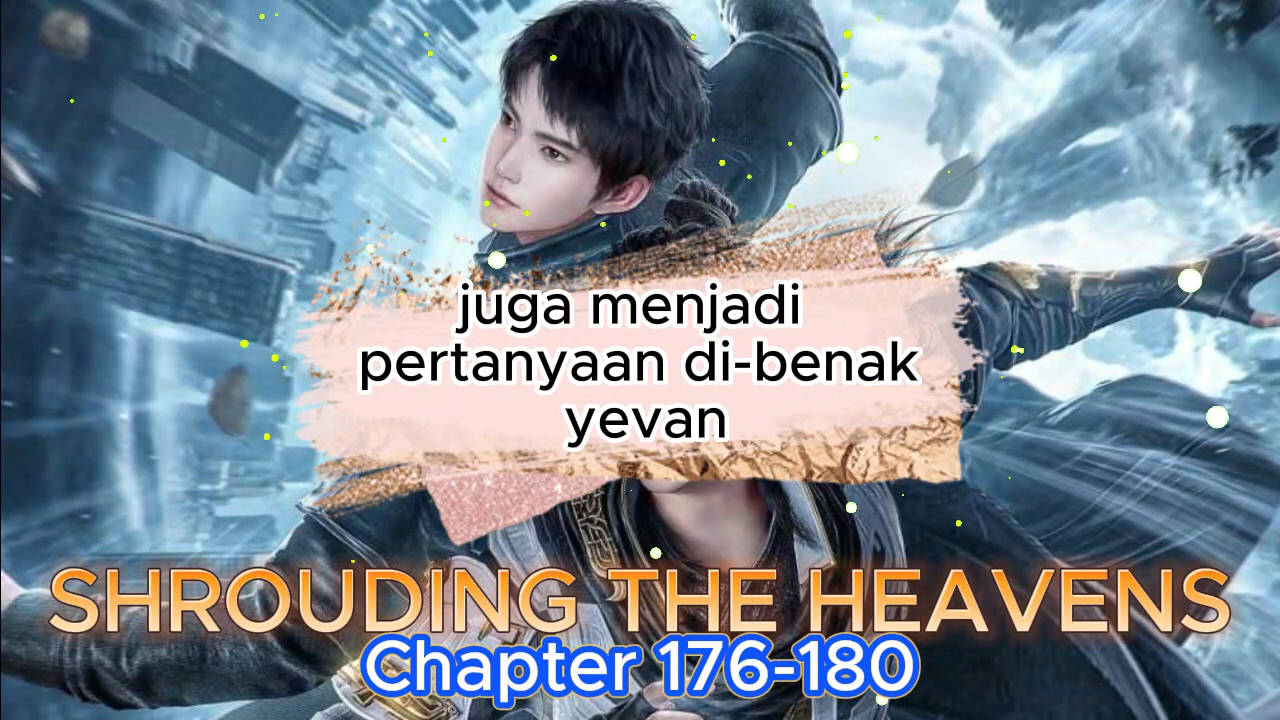 juga menjadi
pertanyaan di-benak
yevan
SHROUDING THE HEAVENS
Chapter 176-180